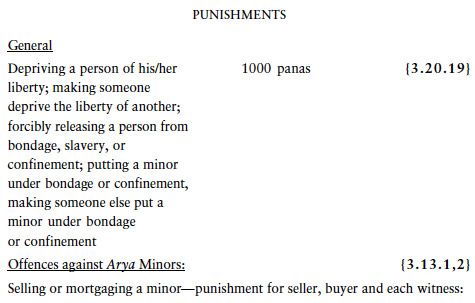 PUNISHMENTS
General
Depriving a person of his/her 1000 panas {3.20.19}
liberty; making someone
deprive the liberty of another;
forcibly releasing a person from
bondage, slavery, or
confinement; putting a minor
under bondage or confinement,
making someone else put a
minor under bondage
or confinement
Offences against Arya Minors: {3.13.1,2}
Selling or mortgaging a minor—punishment for seller, buyer and each witness: